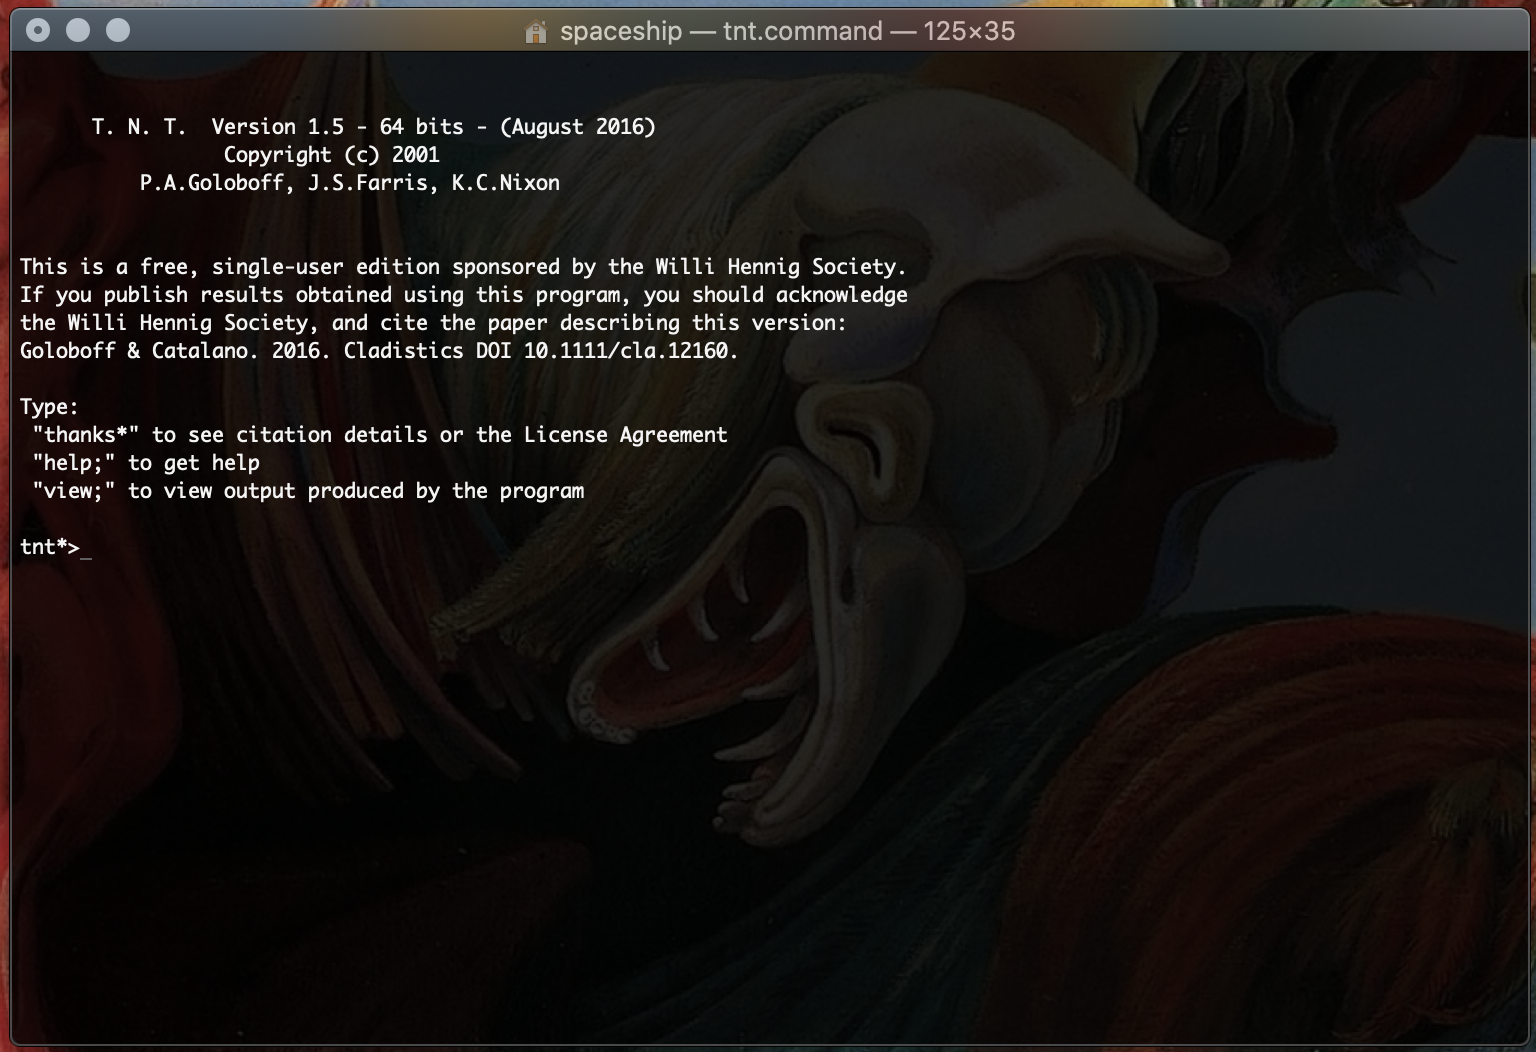 spaceship — tnt.command — 125×35
T. N. T.  Version 1.5 - 64 bits - (August 2016)
Copyright (c) 2001
P.A.Goloboff, J.S.Farris, K.C.Nixon
This is a free, single-user edition sponsored by the Willi Hennig Society.
If you publish results obtained using this program, you should acknowledge
the Willi Hennig Society, and cite the paper describing this version:
Goloboff & Catalano. 2016. Cladistics DOI 10.1111/cla.12160.
Type:
"thanks*" to see citation details or the License Agreement
"help;" to get help
"view;" to view output produced by the program
tnt*>_